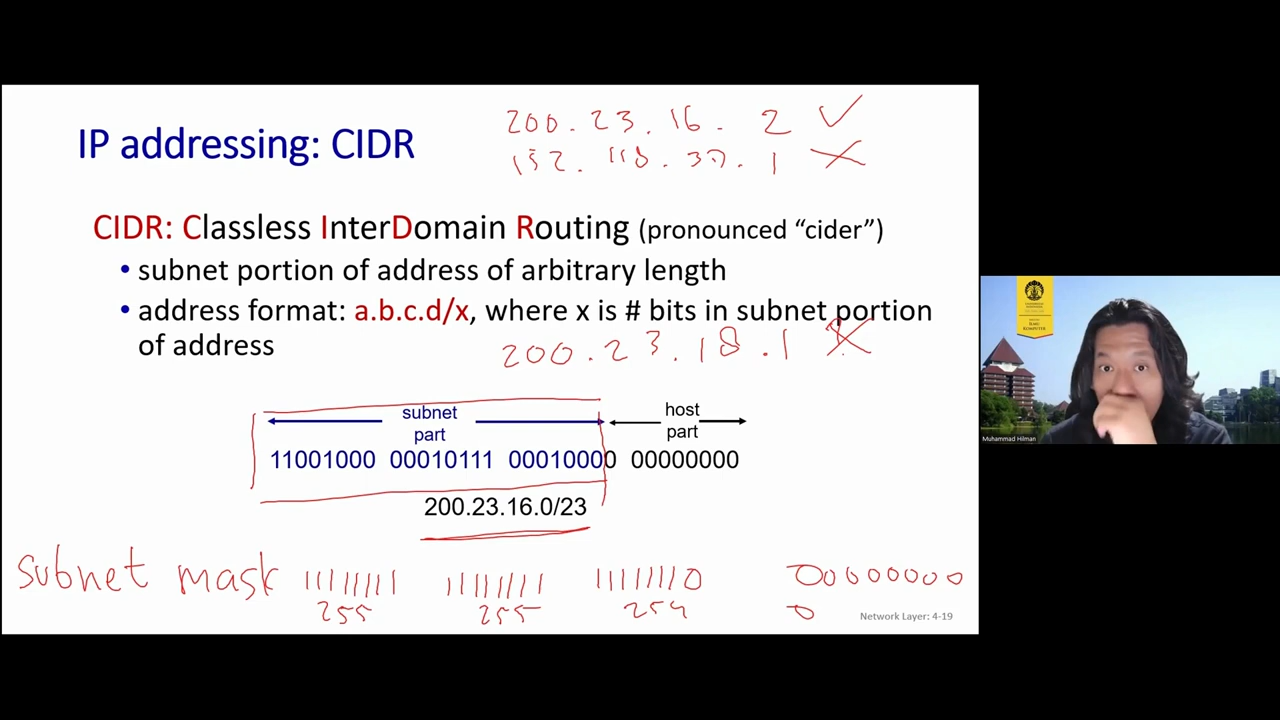 200.23.16.2 ✓
IP addressing: CIDR
152.118.30.1 X
CIDR: Classless InterDomain Routing (pronounced “cider”)
• subnet portion of address of arbitrary length
• address format: a.b.c.d/x, where x is # bits in subnet portion
of address
200.23.18.1 X
subnet
part
host
part
11001000 00010111 00010000 00000000
200.23.16.0/23
subnet mask 11111111 11111111 11111110 00000000
255 255 254 0
Network Layer: 4-19
Muhammad Hilman